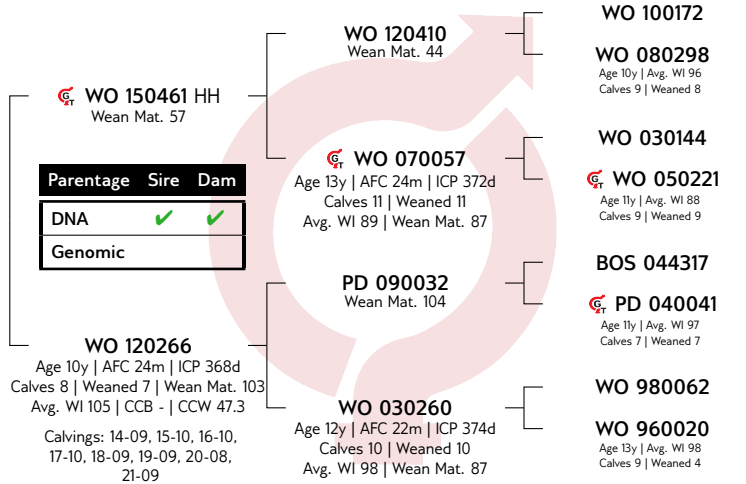 WO 150461 HH
Wean Mat. 57
Parentage Sire Dam
DNA ✔ ✔
Genomic
WO 120266
Age 10y | AFC 24m | ICP 368d
Calves 8 | Weaned 7 | Wean Mat. 103
Avg. WI 105 | CCB - | CCW 47.3
Calvings: 14-09, 15-10, 16-10,
17-10, 18-09, 19-09, 20-08,
21-09
WO 120410
Wean Mat. 44
GT WO 070057
Age 13y | AFC 24m | ICP 372d
Calves 11 | Weaned 11
Avg. WI 89 | Wean Mat. 87
PD 090032
Wean Mat. 104
WO 030260
Age 12y | AFC 22m | ICP 374d
Calves 10 | Weaned 10
Avg. WI 98 | Wean Mat. 87
WO 100172
WO 080298
Age 10y | Avg. WI 96
Calves 9 | Weaned 8
WO 030144
GT WO 050221
Age 11y | Avg. WI 88
Calves 9 | Weaned 9
BOS 044317
GT PD 040041
Age 11y | Avg. WI 97
Calves 7 | Weaned 7
WO 980062
WO 960020
Age 13y | Avg. WI 98
Calves 9 | Weaned 4